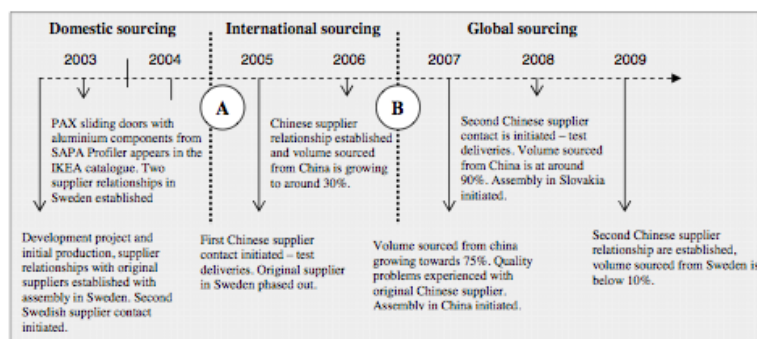 Domestic sourcing
International sourcing
Global sourcing
2003
2004
2005
2006
2007
2008
2009
A
B
PAX sliding doors with
aluminium components from
SAPA Profiler appears in the
IKEA catalogue. Two
supplier relationships in
Sweden established
Chinese supplier
relationship established
and volume sourced
from China is growing
to around 30%.
Second Chinese supplier
contact is initiated – test
deliveries. Volume sourced
from China is at around
90%. Assembly in Slovakia
initiated.
Development project and
initial production, supplier
relationships with original
suppliers established with
assembly in Sweden. Second
Swedish supplier contact
initiated.
First Chinese supplier
contact initiated – test
deliveries. Original supplier
in Sweden phased out.
Volume sourced from china
growing towards 75%. Quality
problems experienced with
original Chinese supplier.
Assembly in China initiated.
Second Chinese supplier
relationship are established,
volume sourced from Sweden is
below 10%.